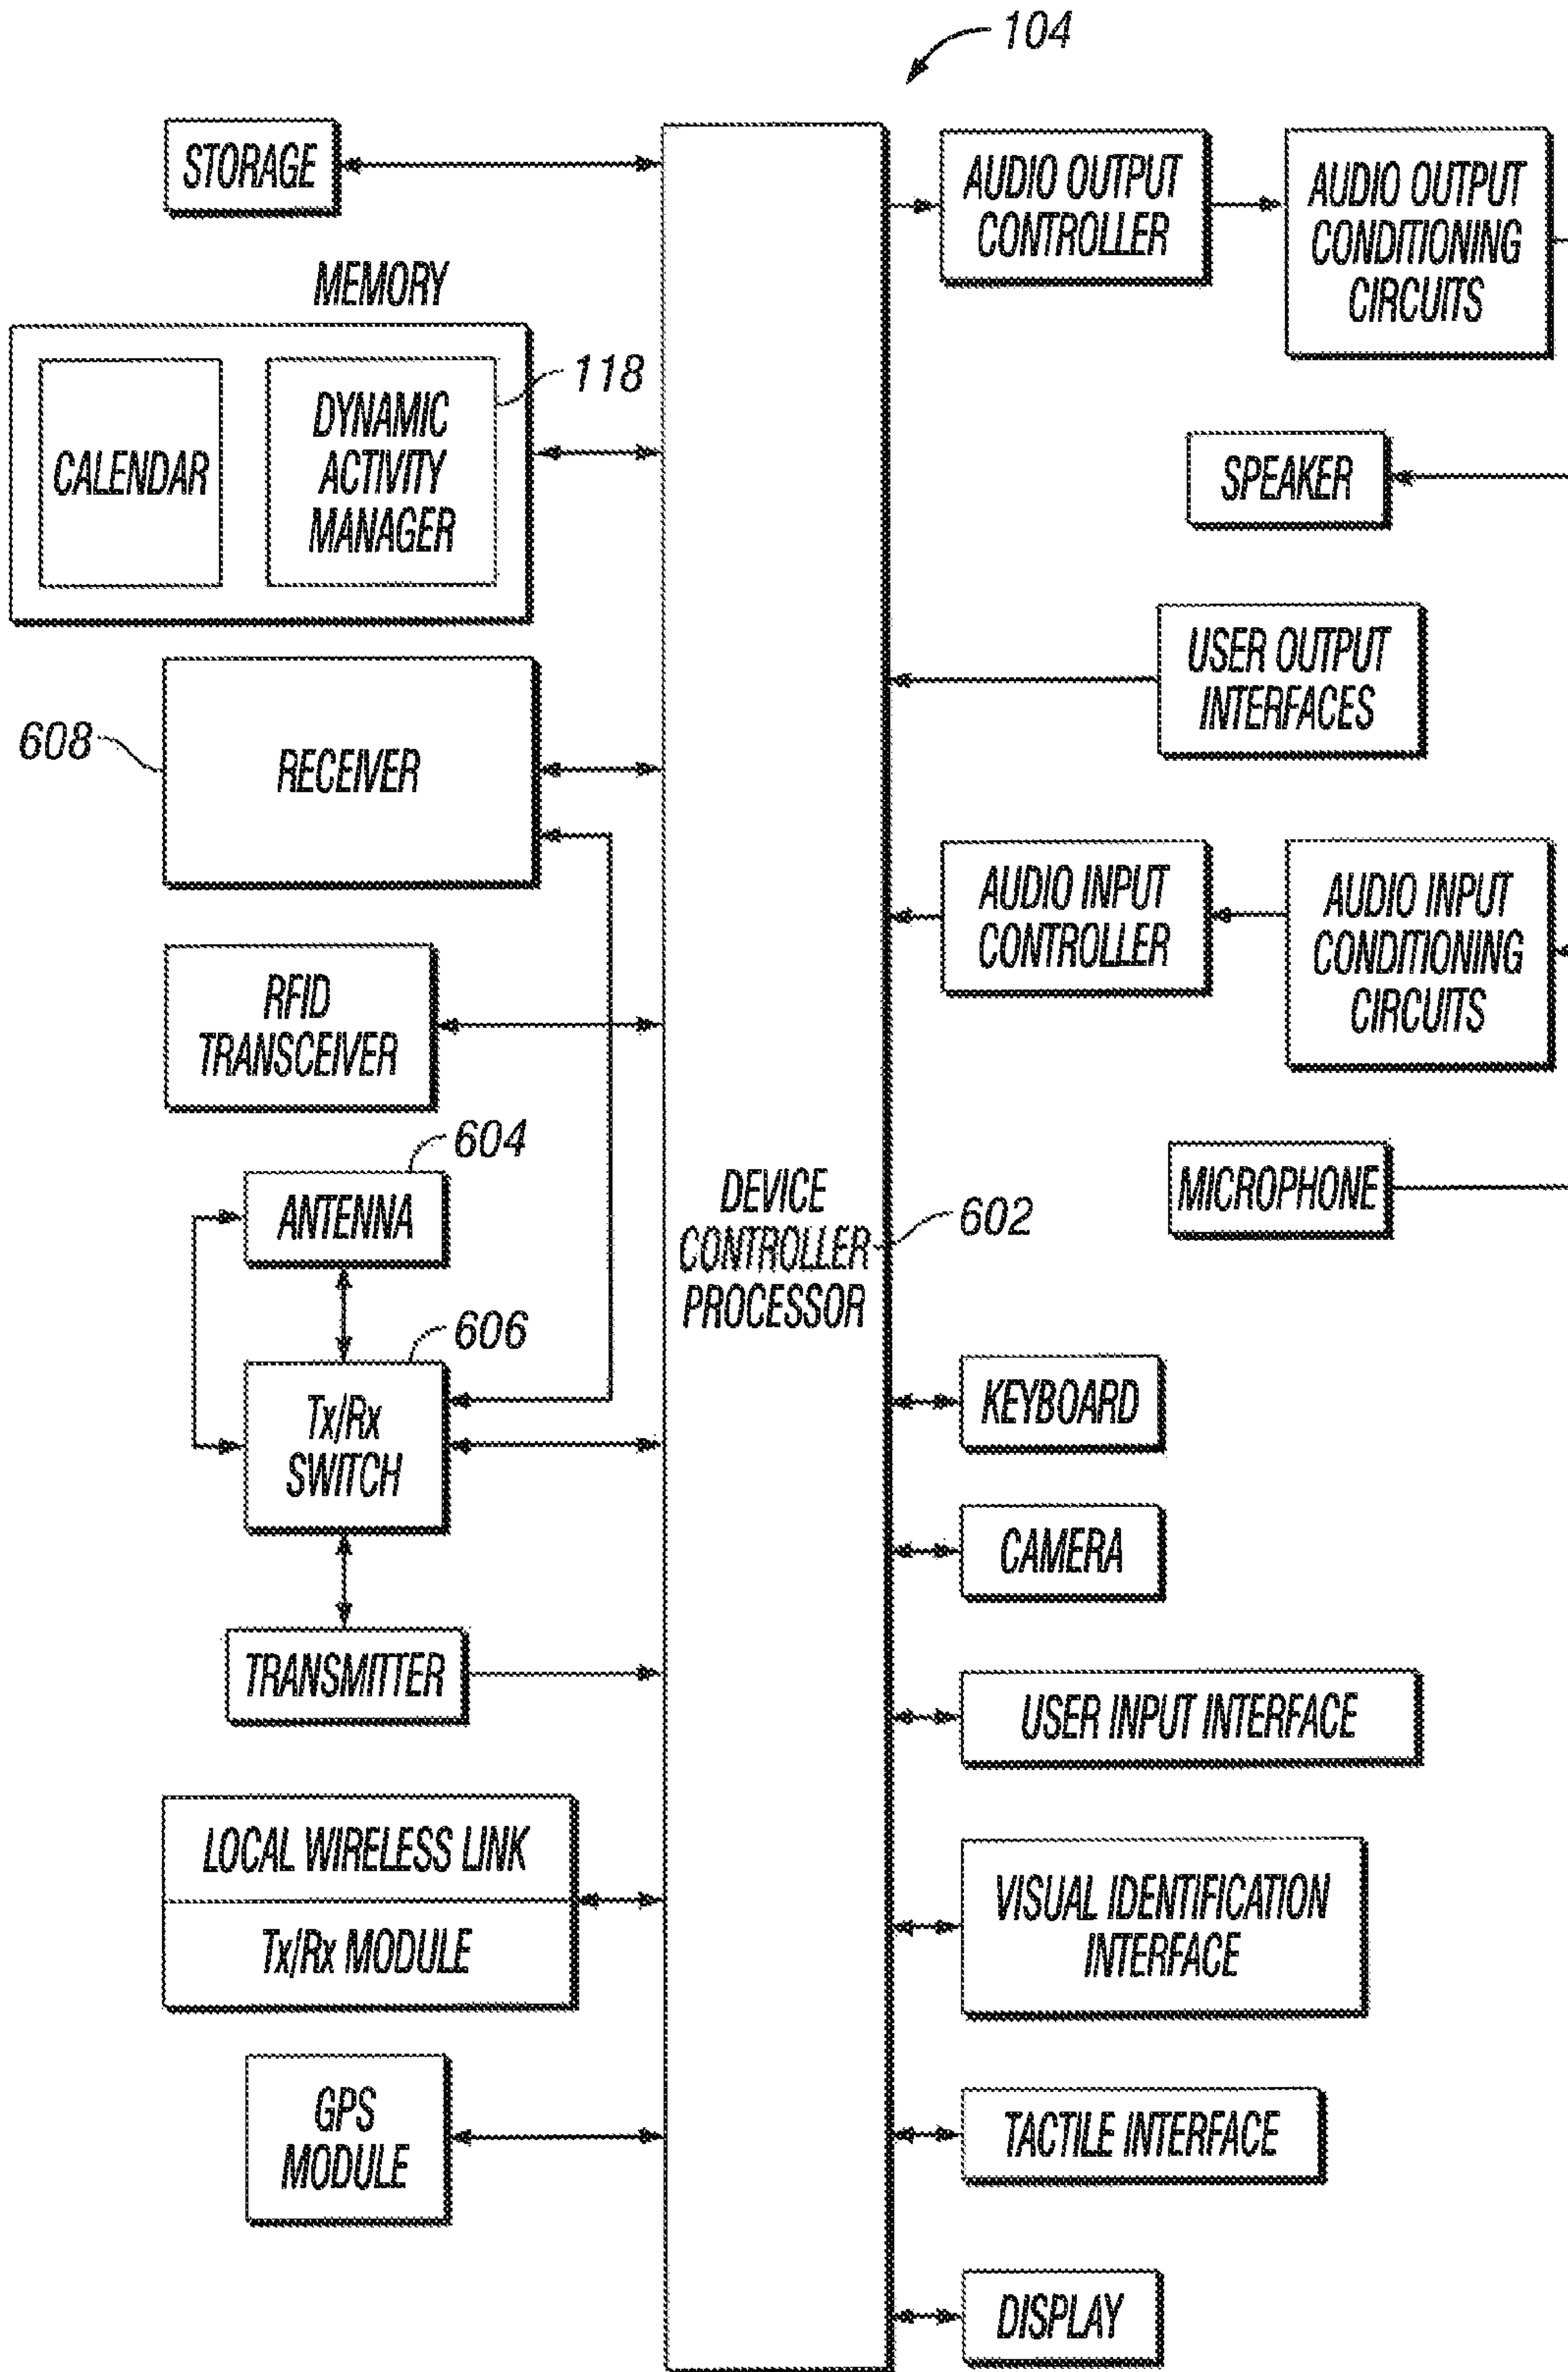 104
STORAGE
MEMORY
CALENDAR
DYNAMIC
ACTIVITY
MANAGER
118
608
RECEIVER
RFID
TRANSCEIVER
604
ANTENNA
606
Tx/Rx
SWITCH
TRANSMITTER
LOCAL WIRELESS LINK
Tx/Rx MODULE
GPS
MODULE
DEVICE
CONTROLLER
PROCESSOR
602
AUDIO OUTPUT
CONTROLLER
AUDIO OUTPUT
CONDITIONING
CIRCUITS
SPEAKER
USER OUTPUT
INTERFACES
AUDIO INPUT
CONTROLLER
AUDIO INPUT
CONDITIONING
CIRCUITS
MICROPHONE
KEYBOARD
CAMERA
USER INPUT INTERFACE
VISUAL IDENTIFICATION
INTERFACE
TACTILE INTERFACE
DISPLAY